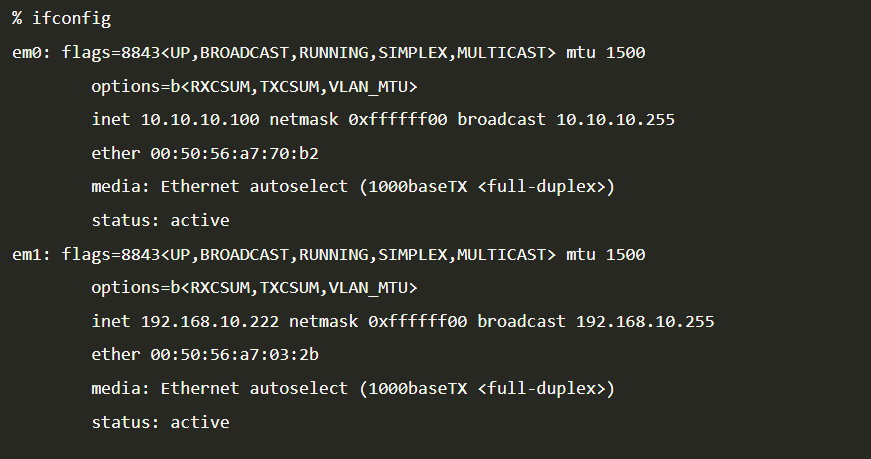 % ifconfig
em0: flags=8843<UP,BROADCAST,RUNNING,SIMPLEX,MULTICAST> mtu 1500
options=b<RXCSUM,TXCSUM,VLAN_MTU>
inet 10.10.10.100 netmask 0xffffff00 broadcast 10.10.10.255
ether 00:50:56:a7:70:b2
media: Ethernet autoselect (1000baseTX <full-duplex>)
status: active
em1: flags=8843<UP,BROADCAST,RUNNING,SIMPLEX,MULTICAST> mtu 1500
options=b<RXCSUM,TXCSUM,VLAN_MTU>
inet 192.168.10.222 netmask 0xffffff00 broadcast 192.168.10.255
ether 00:50:56:a7:03:2b
media: Ethernet autoselect (1000baseTX <full-duplex>)
status: active